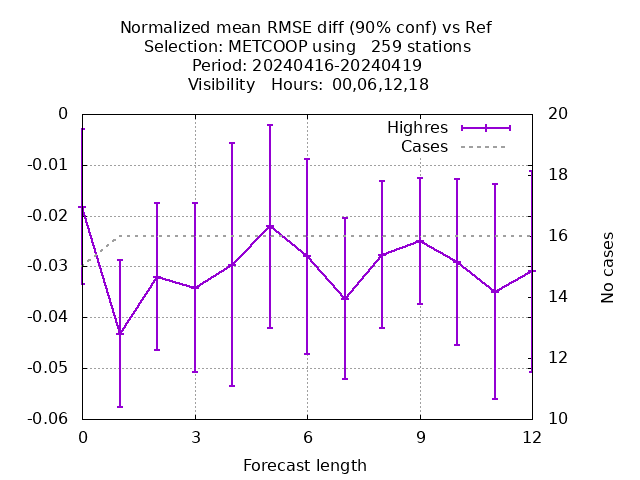 Normalized mean RMSE diff (90% conf) vs Ref
Selection: METCOOP using   259 stations
Period: 20240416-20240419
Visibility   Hours: 00,06,12,18
Highres
Cases
0
-0.01
-0.02
-0.03
-0.04
-0.05
-0.06
20
18
16
14
12
10
No cases
0 3 6 9 12
Forecast length